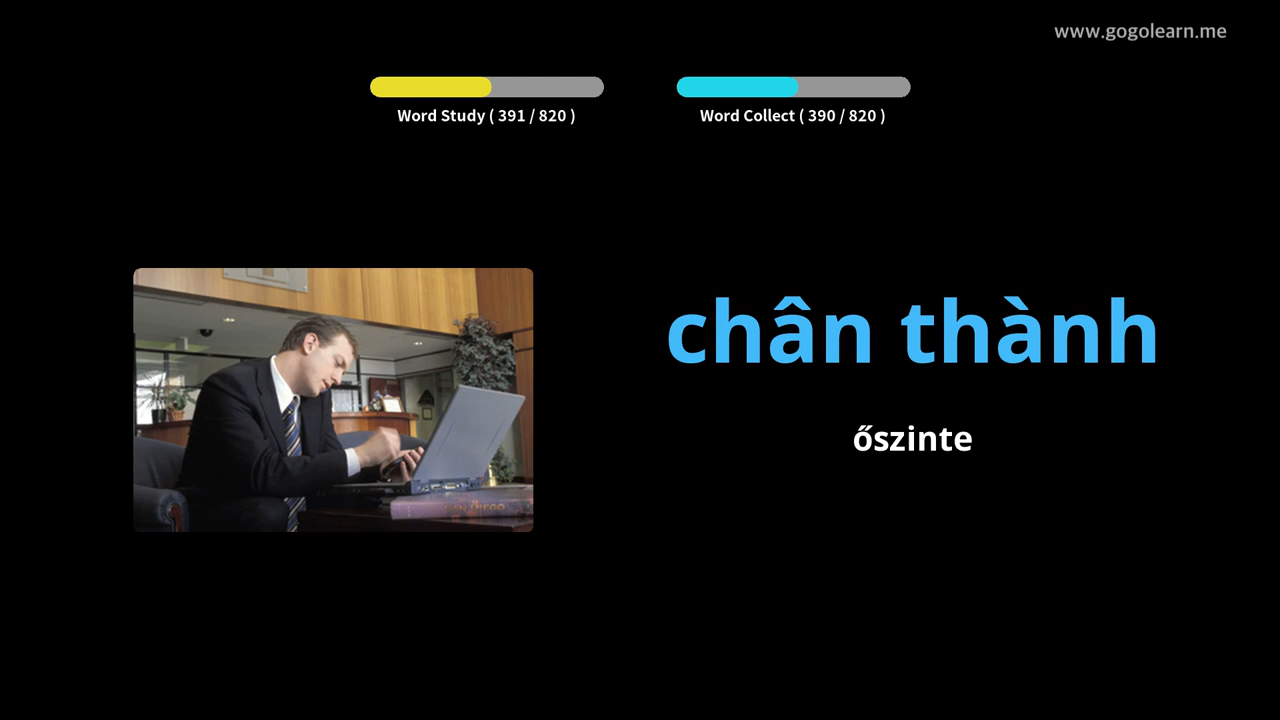 www.gogolearn.me
Word Study ( 391 / 820 )
Word Collect ( 390 / 820 )
chân thành
őszinte